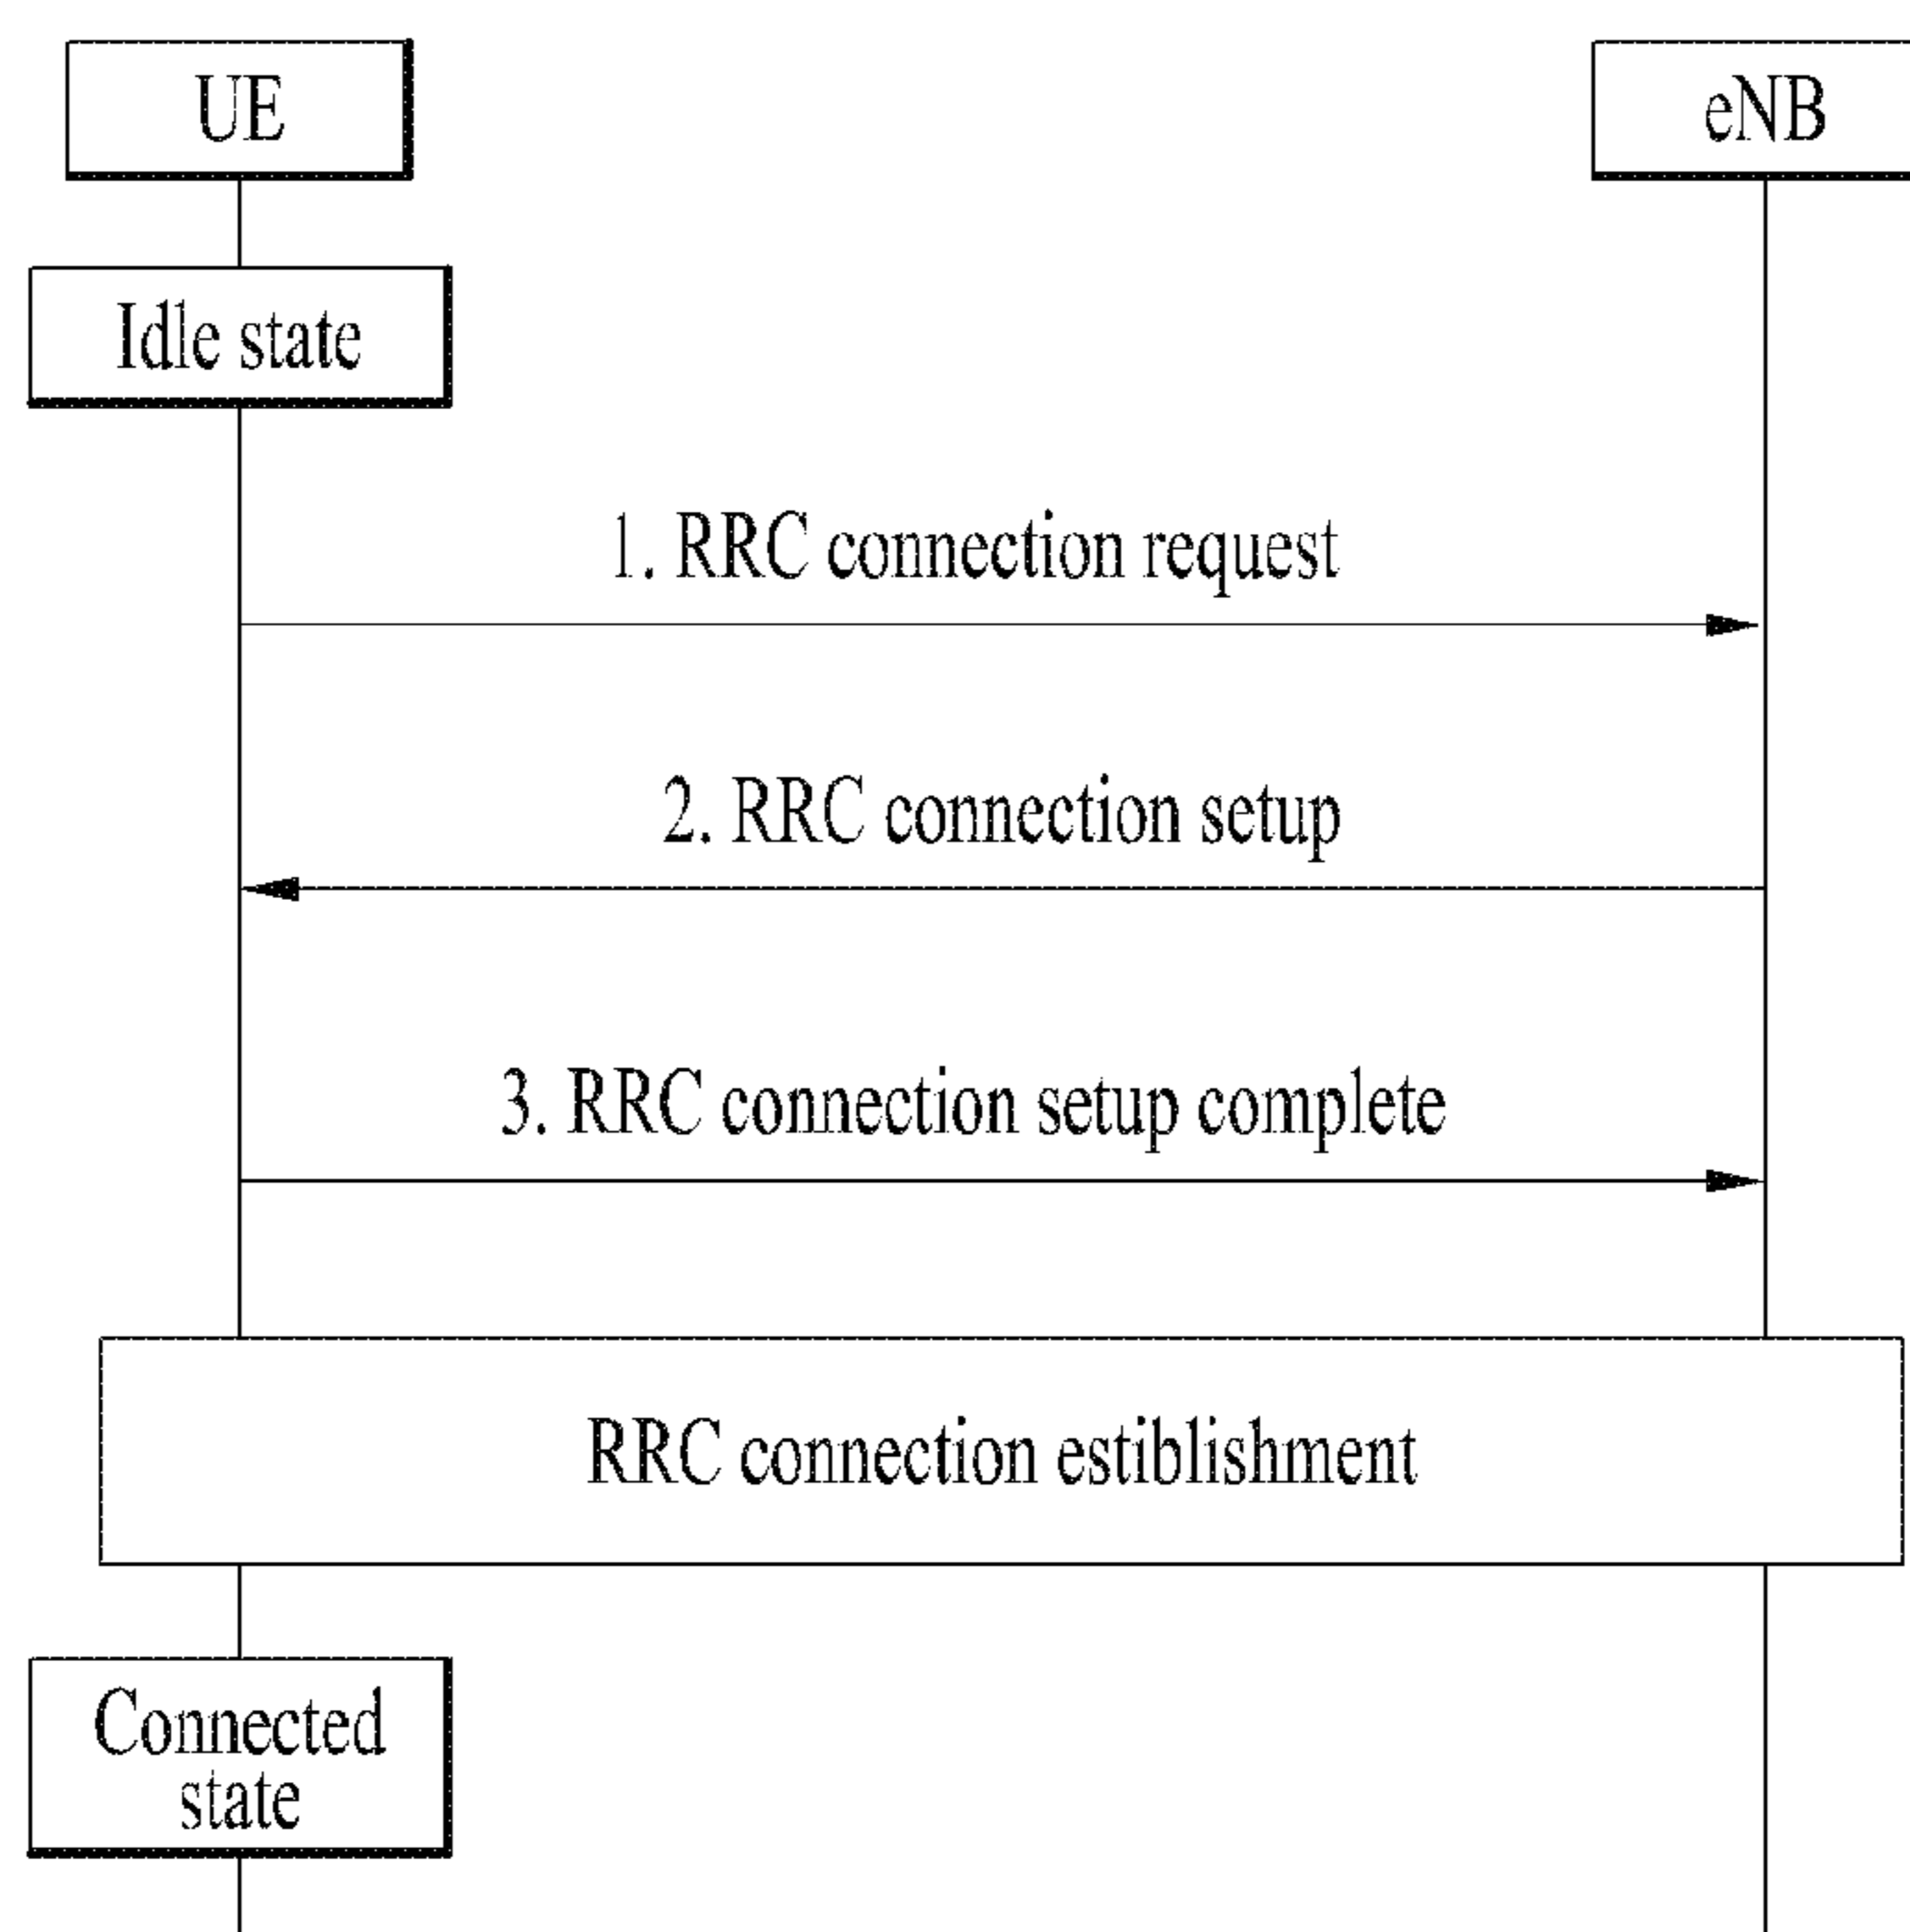 UE
eNB
Idle state
1. RRC connection request
2. RRC connection setup
3. RRC connection setup complete
RRC connection estiblishment
Connected
state